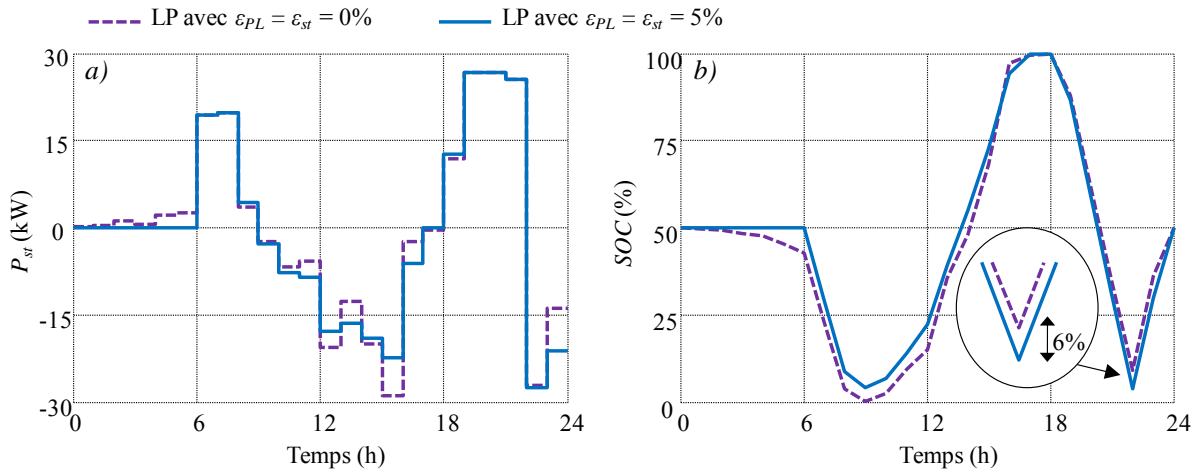 LP avec ε_PL = ε_st = 0% LP avec ε_PL = ε_st = 5%
a)
30
15
0
-15
-30
P_st (kW)
0 6 12 18 24
Temps (h)
b)
100
75
50
25
0
SOC (%)
6%
0 6 12 18 24
Temps (h)